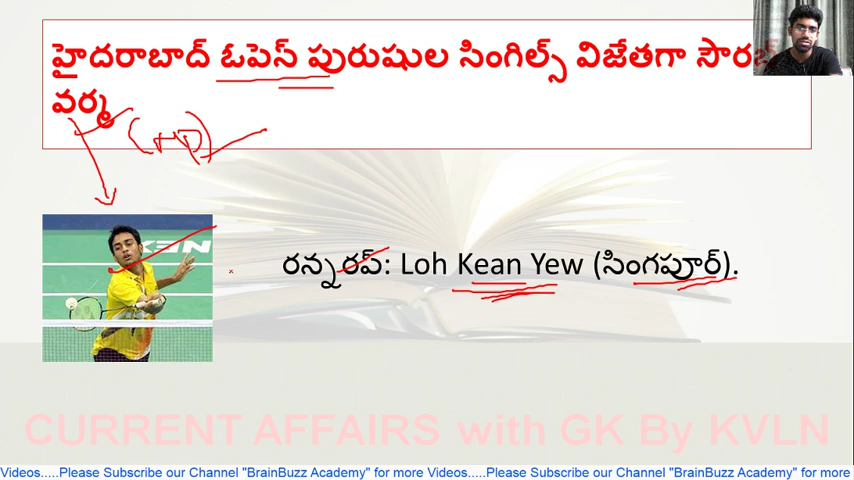 హైదరాబాద్ ఓపెన్ పురుషుల సింగిల్స్ విజేతగా సౌరభ్
వర్మ
(MP)
రన్నరప్: Loh Kean Yew (సింగపూర్).
CURRENT AFFAIRS with GK By KVLN
Videos.....Please Subscribe our Channel "BrainBuzz Academy" for more Videos.....Please Subscribe our Channel "BrainBuzz Academy" for more